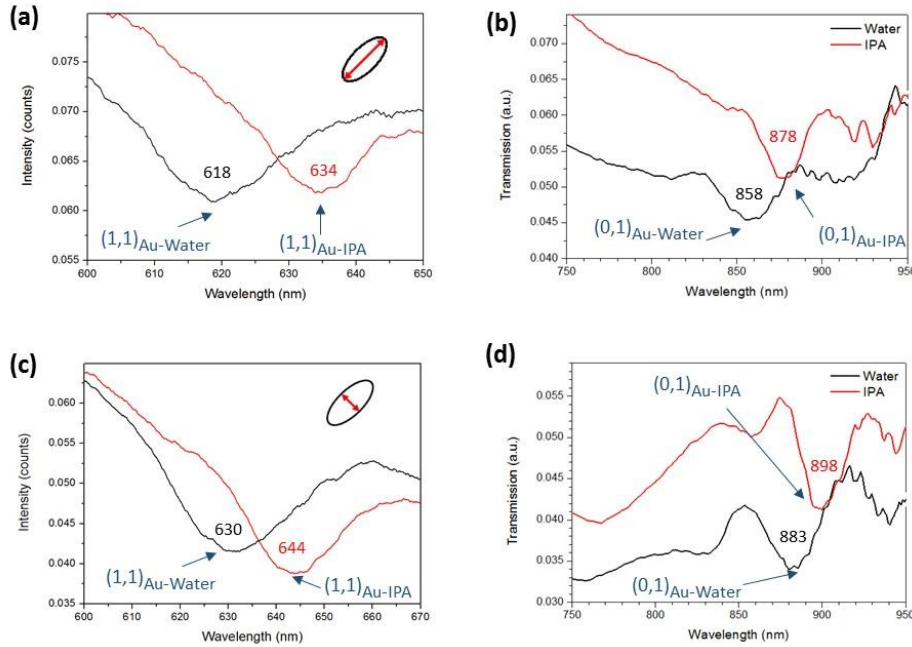 (a)
0.075
0.070
0.065
0.060
0.055
Intensity (counts)
618
634
(1,1)Au-Water
(1,1)Au-IPA
600 610 620 630 640 650
Wavelength (nm)
(b)
0.070
0.065
0.060
0.055
0.050
0.045
0.040
Transmission (a.u.)
Water
IPA
878
858
(0,1)Au-Water
(0,1)Au-IPA
750 800 850 900 950
Wavelength (nm)
(c)
0.060
0.055
0.050
0.045
0.040
0.035
Intensity (counts)
630
644
(1,1)Au-Water
(1,1)Au-IPA
600 610 620 630 640 650 660 670
Wavelength (nm)
(d)
0.055
0.050
0.045
0.040
0.035
0.030
Transmission (a.u.)
Water
IPA
(0,1)Au-IPA
898
883
(0,1)Au-Water
750 800 850 900 950
Wavelength (nm)